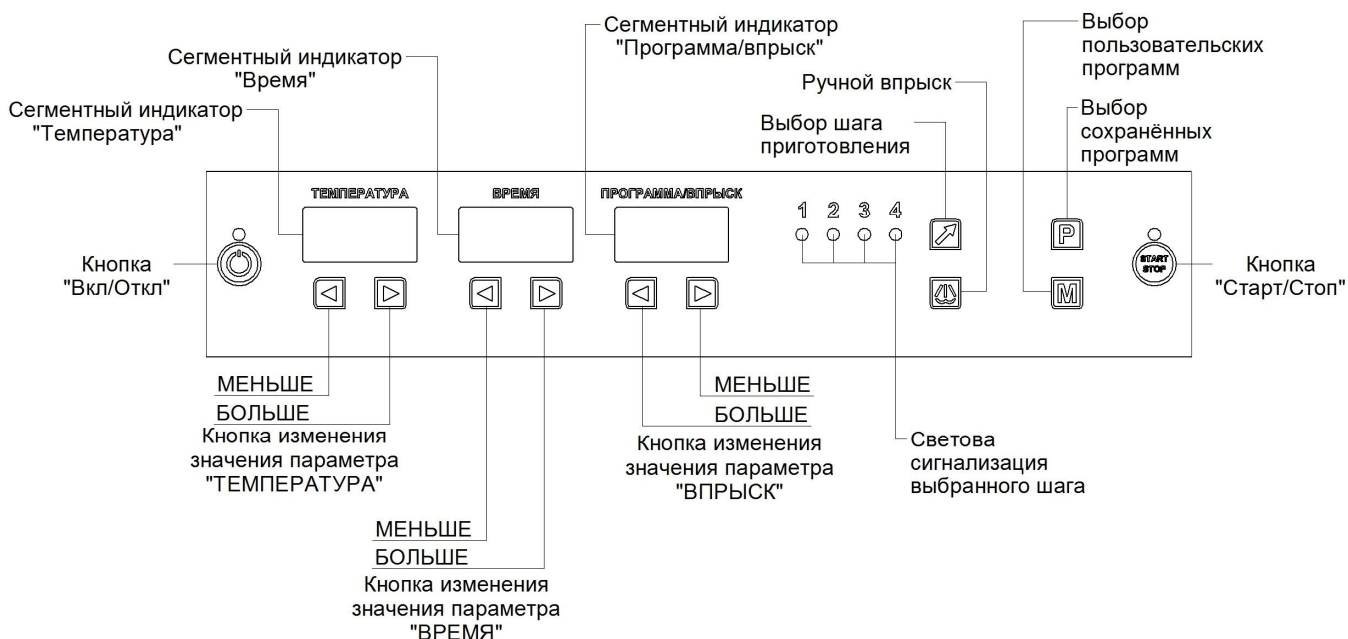 Сегментный индикатор
"Программа/впрыск"
Выбор
пользовательских
программ
Сегментный индикатор
"Время"
Ручной впрыск
Сегментный индикатор
"Температура"
Выбор шага
приготовления
Выбор
сохранённых
программ
ТЕМПЕРАТУРА
ВРЕМЯ
ПРОГРАММА/ВПРЫСК
1 2 3 4
P
START
STOP
M
Кнопка
"Вкл/Откл"
Кнопка
"Старт/Стоп"
МЕНЬШЕ
БОЛЬШЕ
Кнопка изменения
значения параметра
"ТЕМПЕРАТУРА"
МЕНЬШЕ
БОЛЬШЕ
Кнопка изменения
значения параметра
"ВПРЫСК"
Светова
сигнализация
выбранного шага
МЕНЬШЕ
БОЛЬШЕ
Кнопка изменения
значения параметра
"ВРЕМЯ"